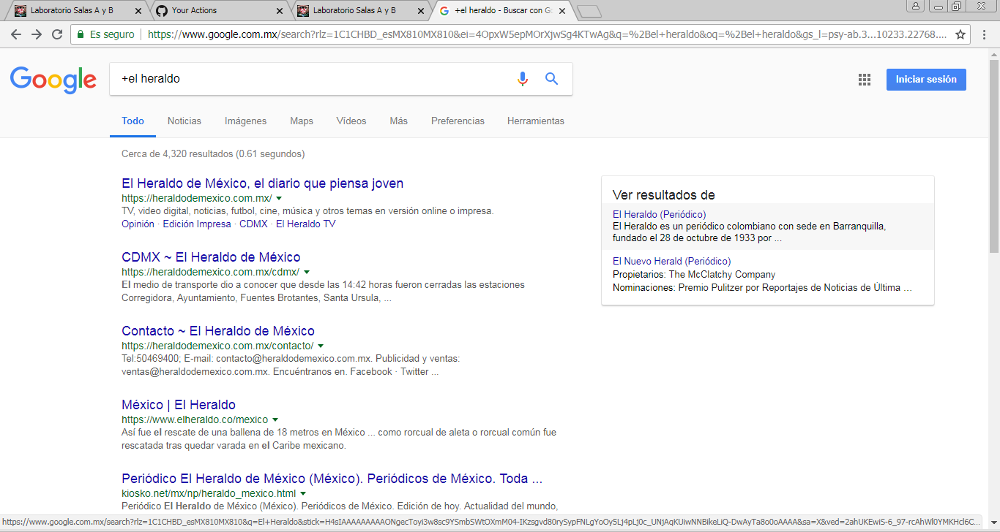 Laboratorio Salas A y B
Your Actions
Laboratorio Salas A y B
+el heraldo - Buscar con Go
Es seguro
https://www.google.com.mx/search?rlz=1C1CHBD_esMX810MX810&ei=4OpxW5epMOrXjwSg4KTwAg&q=%2Bel+heraldo&oq=%2Bel+heraldo&gs_l=psy-ab.3...10233.22768....
Google
+el heraldo
Iniciar sesión
Todo
Noticias
Imágenes
Maps
Vídeos
Más
Preferencias
Herramientas
Cerca de 4,320 resultados (0.61 segundos)
El Heraldo de México, el diario que piensa joven
https://heraldodemexico.com.mx/
TV, video digital, noticias, futbol, cine, música y otros temas en versión online o impresa.
Opinión · Edición Impresa · CDMX · El Heraldo TV
CDMX ~ El Heraldo de México
https://heraldodemexico.com.mx/cdmx/
El medio de transporte dio a conocer que desde las 14:42 horas fueron cerradas las estaciones
Corregidora, Ayuntamiento, Fuentes Brotantes, Santa Ursula, ...
Contacto ~ El Heraldo de México
https://heraldodemexico.com.mx/contacto/
Tel:50469400; E-mail: contacto@heraldodemexico.com.mx. Publicidad y ventas:
ventas@heraldodemexico.com.mx. Encuéntranos en. Facebook · Twitter ...
México | El Heraldo
https://www.elheraldo.co/mexico
Así fue el rescate de una ballena de 18 metros en México ... como rorcual de aleta o rorcual común fue
rescatada tras quedar varada en el Caribe mexicano.
Periódico El Heraldo de México (México). Periódicos de México. Toda ...
kiosko.net/mx/np/heraldo_mexico.html
Periódico El Heraldo de México (México). Periódicos de México. Edición de hoy. Actualidad del mundo,
Ver resultados de
El Heraldo (Periódico)
El Heraldo es un periódico colombiano con sede en Barranquilla,
fundado el 28 de octubre de 1933 por ...
El Nuevo Herald (Periódico)
Propietarios: The McClatchy Company
Nominaciones: Premio Pulitzer por Reportajes de Noticias de Última ...
https://www.google.com.mx/search?rlz=1C1CHBD_esMX810MX810&q=El+Heraldo&stick=H4sIAAAAAAAAAONgecToyi3w8sc9YSmbSWtOXmM04-IKzsgvd80rySypFNLgYoOy5Lj4pLj0c_UNjAqKUiwNNBikeLiQ-DwAyTa8o0oAAAA&sa=X&ved=2ahUKEwiS-6_97-rcAhWl0YMKHcl6C...